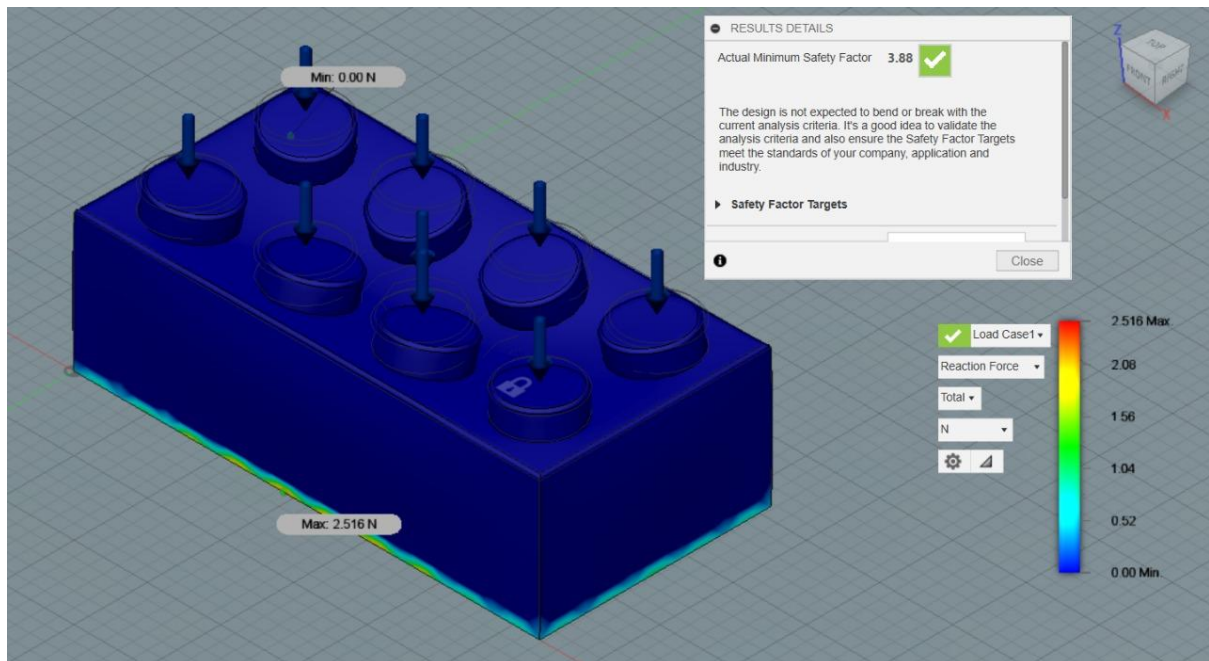 RESULTS DETAILS
Actual Minimum Safety Factor 3.88
The design is not expected to bend or break with the
current analysis criteria. It's a good idea to validate the
analysis criteria and also ensure the Safety Factor Targets
meet the standards of your company, application and
industry.
Safety Factor Targets
Close
Min: 0.00 N
Max: 2.516 N
Z
TOP
FRONT
RIGHT
X
Load Case1
Reaction Force
Total
N
2.516 Max
2.08
1.56
1.04
0.52
0.00 Min